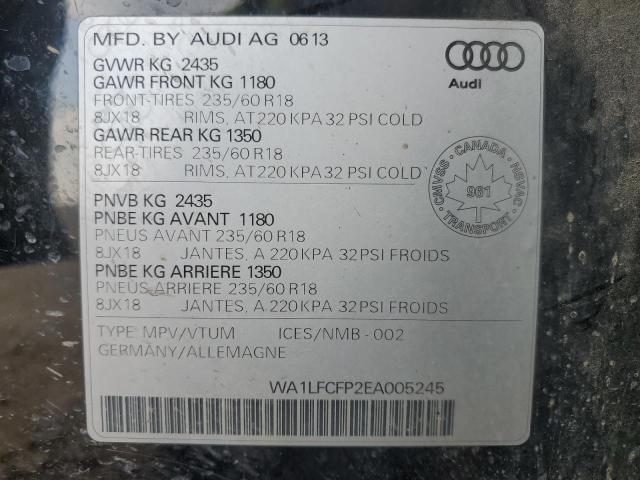 MFD. BY AUDI AG 0613
GVWR KG 2435
GAWR FRONT KG 1180
FRONT-TIRES 235/60 R18
8JX18 RIMS, AT 220 KPA 32 PSI COLD
GAWR REAR KG 1350
REAR-TIRES 235/60 R18
8JX18 RIMS, AT 220 KPA 32 PSI COLD
Audi
CMVSS · CANADA · NSVAC
961
TRANSPORT
PNVB KG 2435
PNBE KG AVANT 1180
PNEUS AVANT 235/60 R18
8JX18 JANTES, A 220 KPA 32 PSI FROIDS
PNBE KG ARRIERE 1350
PNEUS ARRIERE 235/60 R18
8JX18 JANTES, A 220 KPA 32 PSI FROIDS
TYPE: MPV/VTUM ICES/NMB - 002
GERMANY/ALLEMAGNE
WA1LFCFP2EA005245